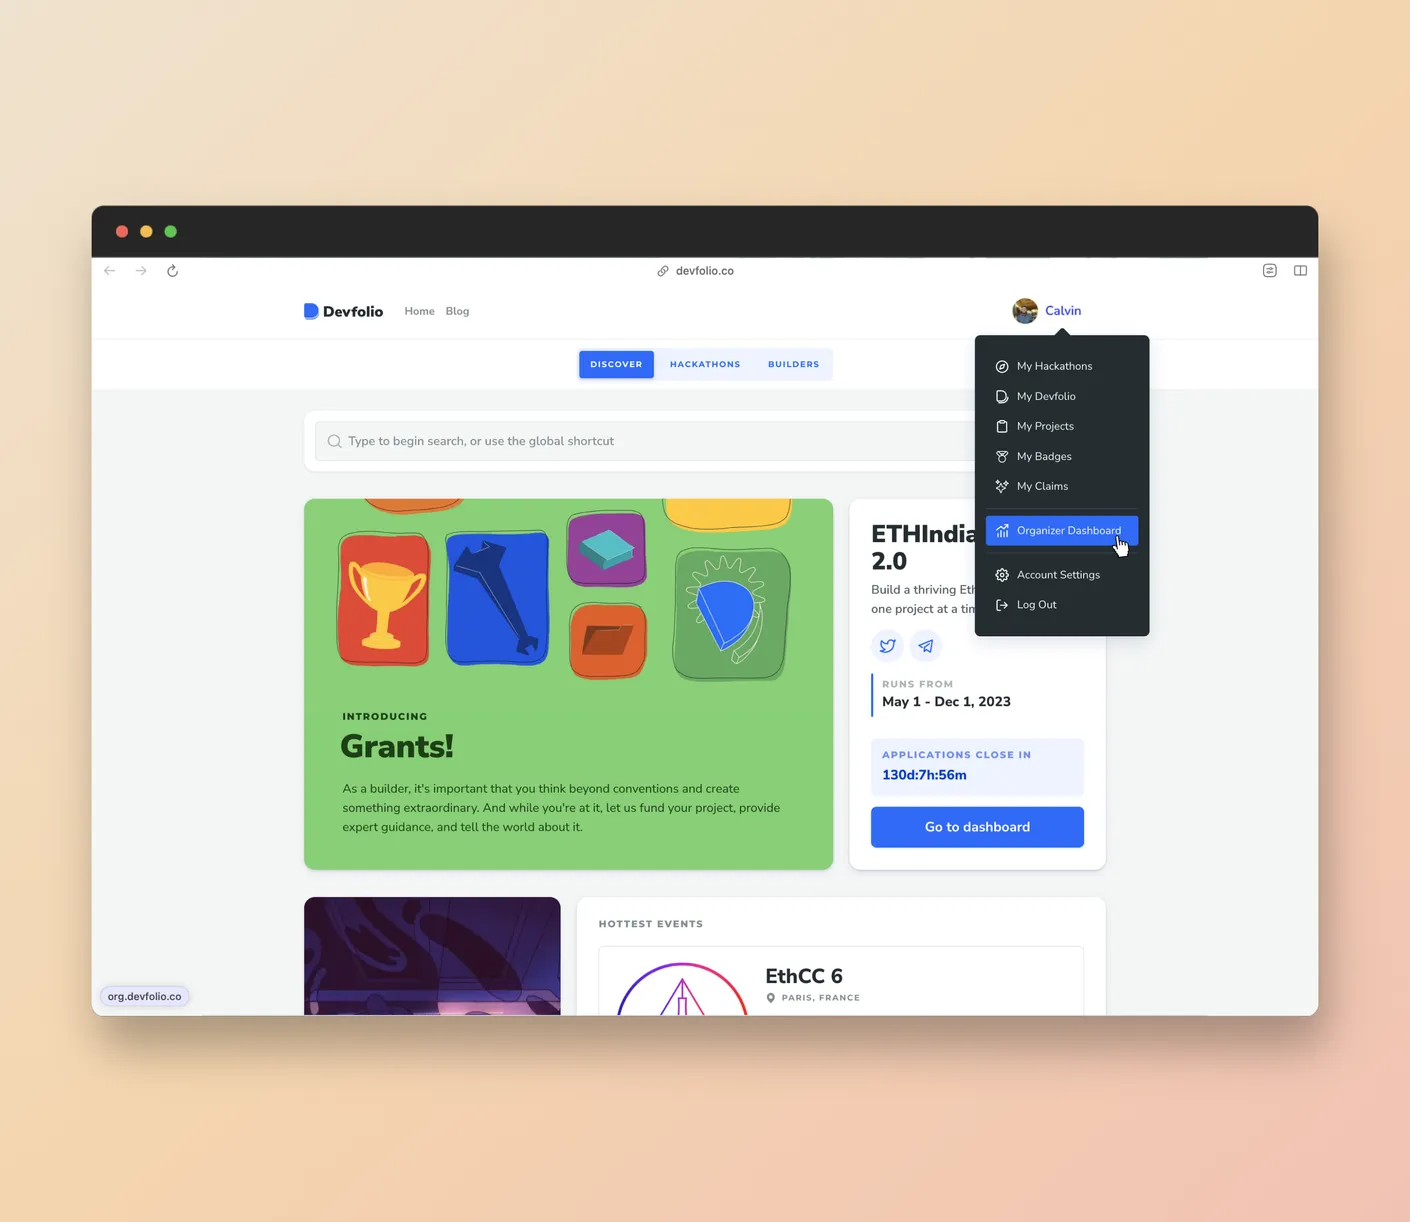 devfolio.co
Devfolio
Home
Blog
Calvin
DISCOVER
HACKATHONS
BUILDERS
My Hackathons
My Devfolio
My Projects
My Badges
My Claims
Organizer Dashboard
Account Settings
Log Out
Type to begin search, or use the global shortcut
INTRODUCING
Grants!
As a builder, it's important that you think beyond conventions and create
something extraordinary. And while you're at it, let us fund your project, provide
expert guidance, and tell the world about it.
ETHIndia
2.0
Build a thriving Eth
one project at a tim
RUNS FROM
May 1 - Dec 1, 2023
APPLICATIONS CLOSE IN
130d:7h:56m
Go to dashboard
HOTTEST EVENTS
EthCC 6
PARIS, FRANCE
org.devfolio.co